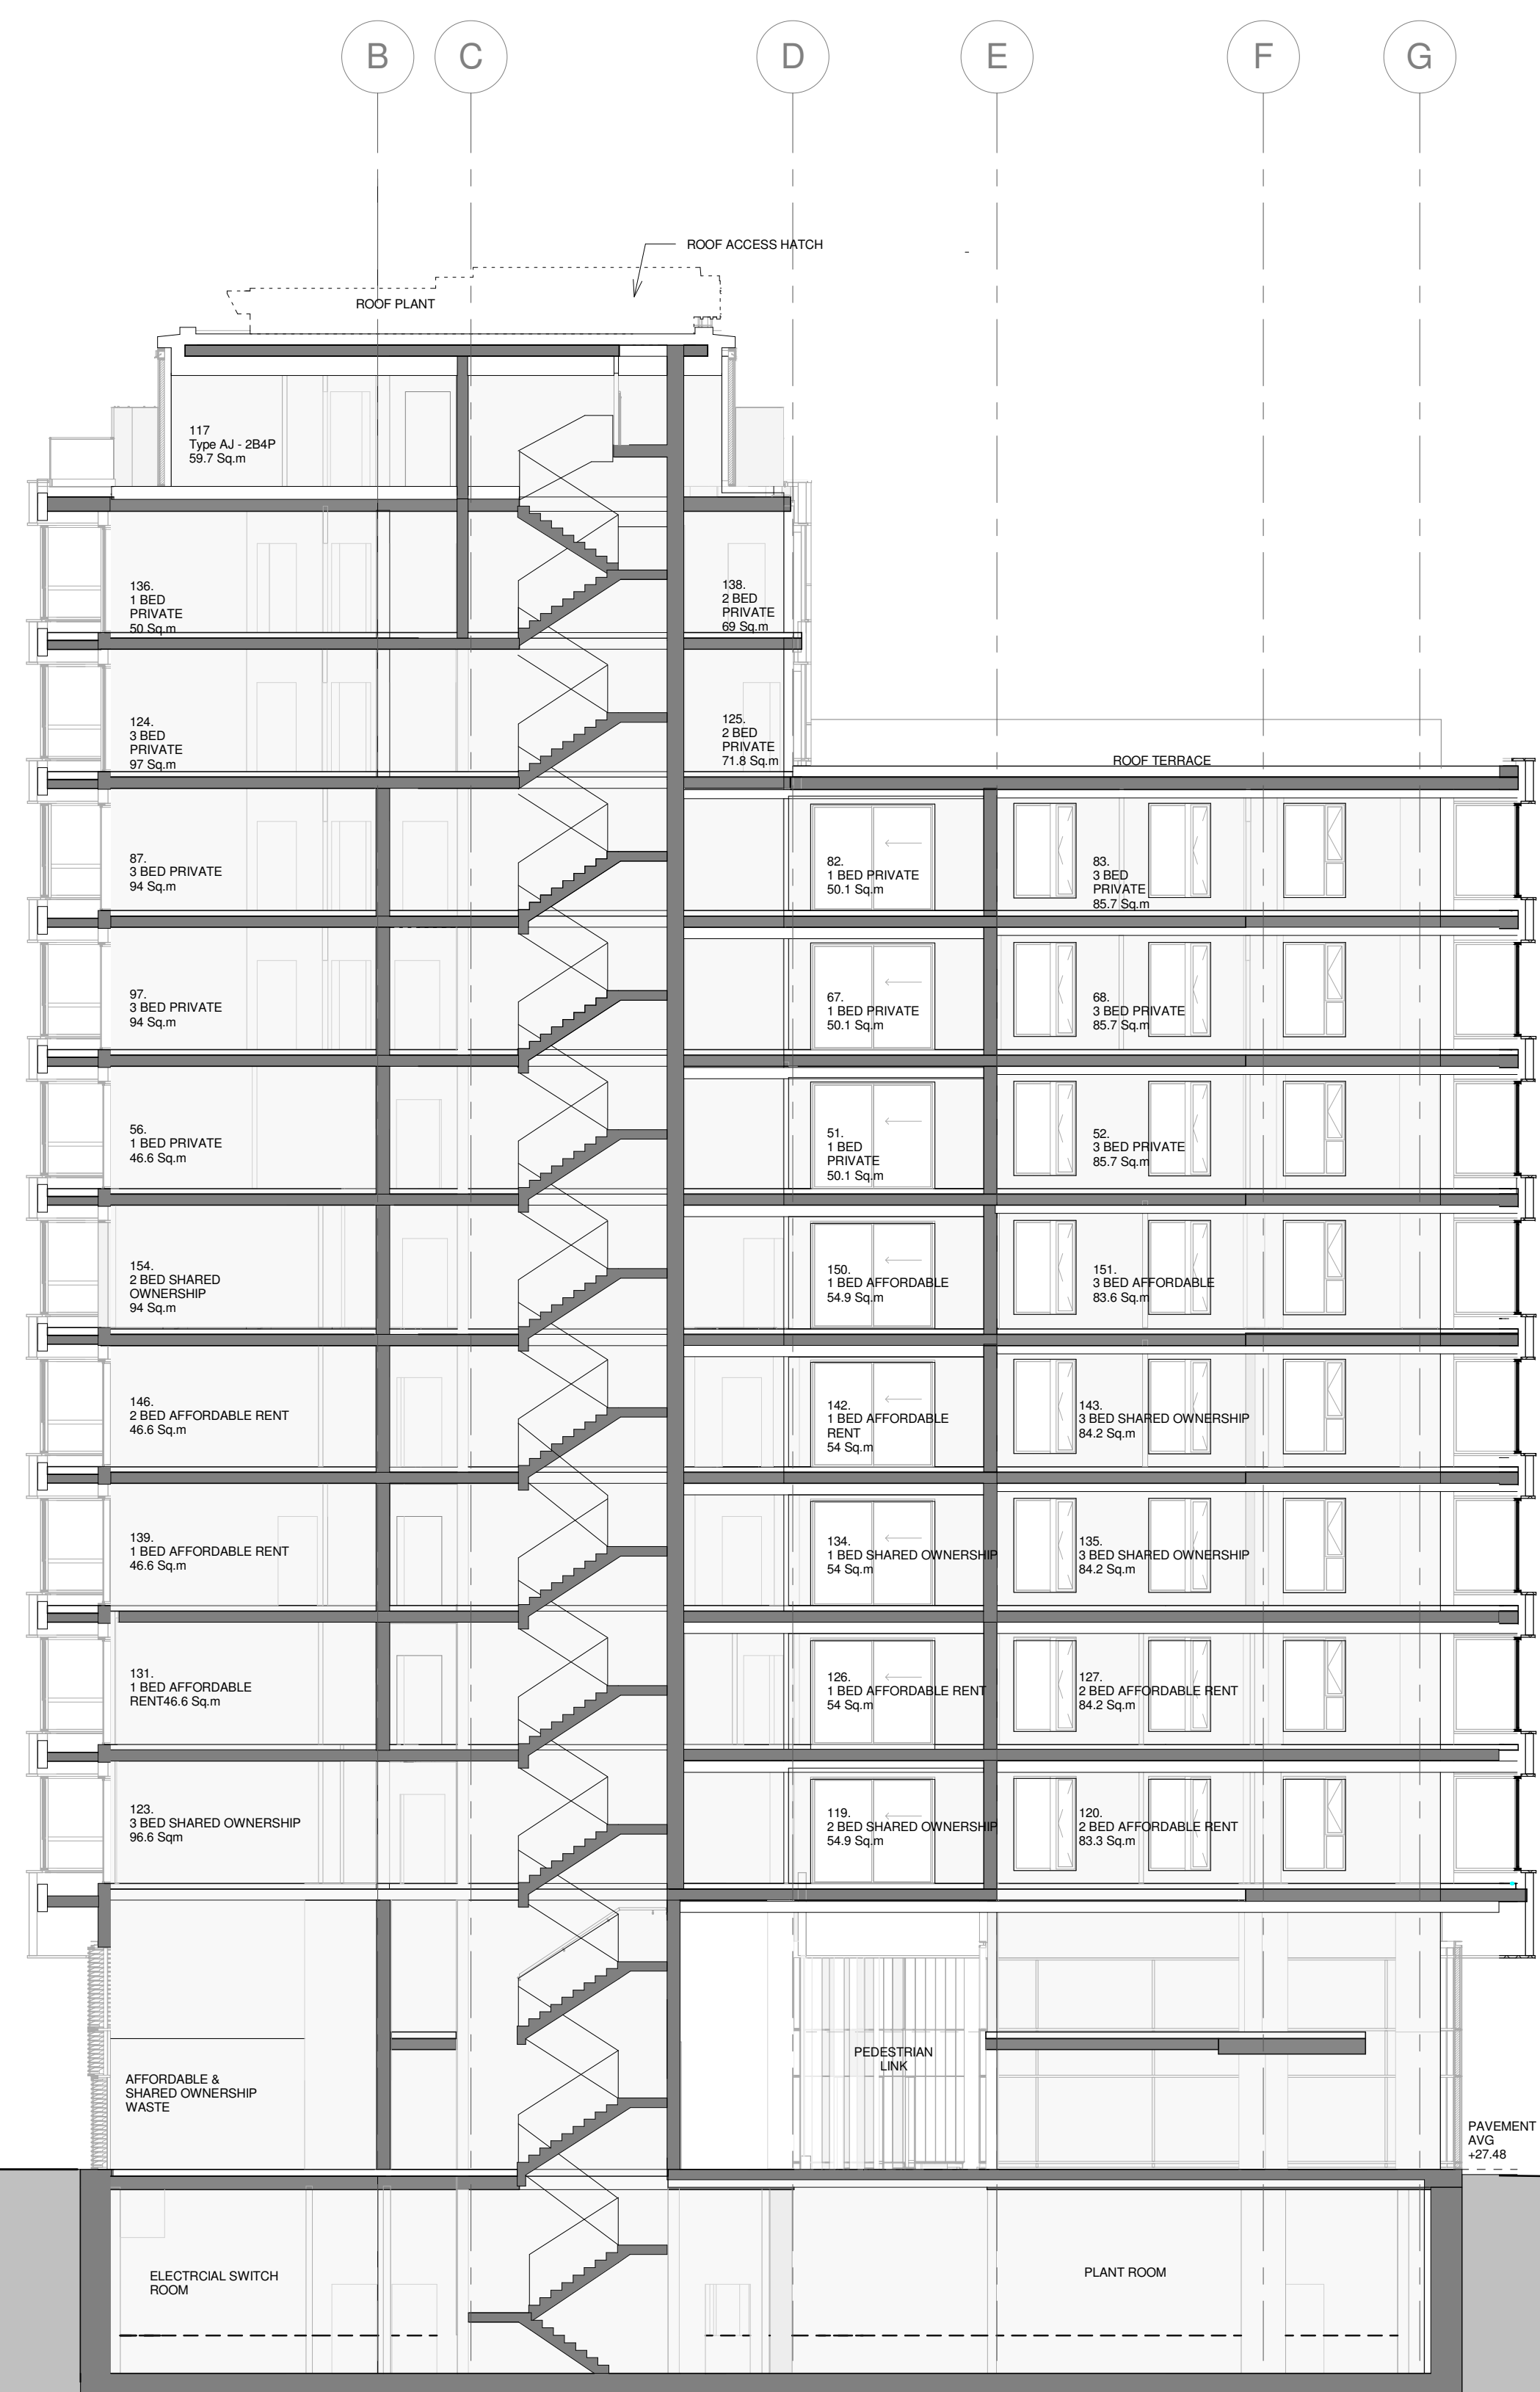 B
C
D
E
F
G
ROOF ACCESS HATCH
ROOF PLANT
117
Type AJ - 2B4P
59.7 Sq.m
136.
1 BED
PRIVATE
50 Sq.m
138.
2 BED
PRIVATE
69 Sq.m
124.
3 BED
PRIVATE
97 Sq.m
125.
2 BED
PRIVATE
71.8 Sq.m
ROOF TERRACE
87.
3 BED PRIVATE
94 Sq.m
82.
1 BED PRIVATE
50.1 Sq.m
83.
3 BED
PRIVATE
85.7 Sq.m
97.
3 BED PRIVATE
94 Sq.m
67.
1 BED PRIVATE
50.1 Sq.m
68.
3 BED PRIVATE
85.7 Sq.m
56.
1 BED PRIVATE
46.6 Sq.m
51.
1 BED
PRIVATE
50.1 Sq.m
52.
3 BED PRIVATE
85.7 Sq.m
154.
2 BED SHARED
OWNERSHIP
94 Sq.m
150.
1 BED AFFORDABLE
54.9 Sq.m
151.
3 BED AFFORDABLE
83.6 Sq.m
146.
2 BED AFFORDABLE RENT
46.6 Sq.m
142.
1 BED AFFORDABLE
RENT
54 Sq.m
143.
3 BED SHARED OWNERSHIP
84.2 Sq.m
139.
1 BED AFFORDABLE RENT
46.6 Sq.m
134.
1 BED SHARED OWNERSHIP
54 Sq.m
135.
3 BED SHARED OWNERSHIP
84.2 Sq.m
131.
1 BED AFFORDABLE
RENT46.6 Sq.m
126.
1 BED AFFORDABLE RENT
54 Sq.m
127.
2 BED AFFORDABLE RENT
84.2 Sq.m
123.
3 BED SHARED OWNERSHIP
96.6 Sqm
119.
2 BED SHARED OWNERSHIP
54.9 Sq.m
120.
2 BED AFFORDABLE RENT
83.3 Sq.m
AFFORDABLE &
SHARED OWNERSHIP
WASTE
PEDESTRIAN
LINK
PAVEMENT
AVG
+27.48
ELECTRCIAL SWITCH
ROOM
PLANT ROOM